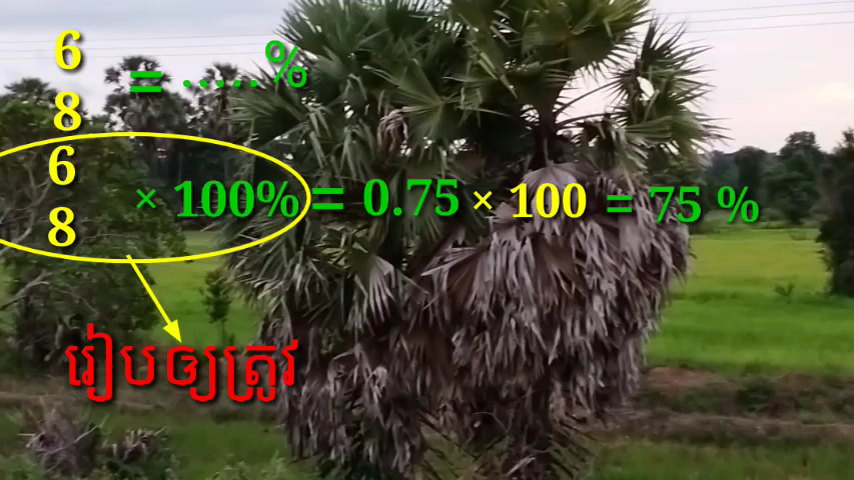 6
= .....%
8
6
× 100% = 0.75 × 100 = 75 %
8
រៀបឲ្យត្រូវ